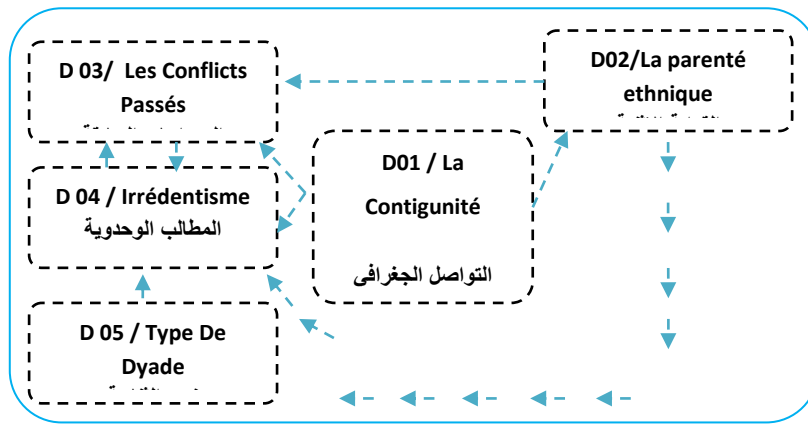 D 03/ Les Conflicts
Passés
D 04 / Irrédentisme
المطالب الوحدوية
D 05 / Type De
Dyade
D01 / La
Contigunité
التواصل الجغرافى
D02/La parenté
ethnique